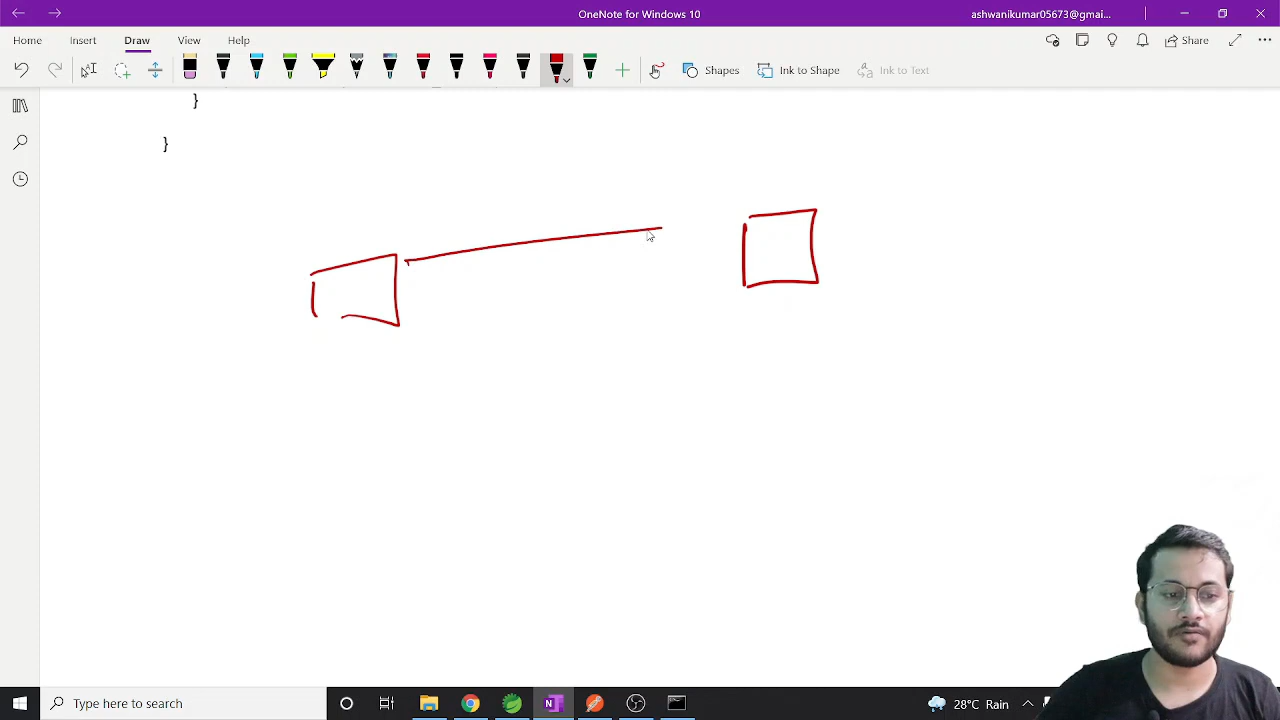 OneNote for Windows 10
ashwanikumar05673@gmai...
Home Insert Draw View Help
Share
Shapes Ink to Shape Ink to Text
}
}
Type here to search
28°C Rain